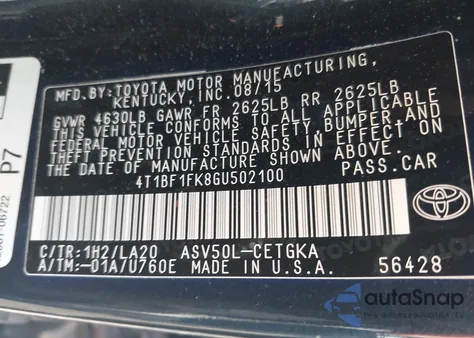 MFD.BY:TOYOTA MOTOR MANUFACTURING,
KENTUCKY, INC. 08/15
GVWR 4630LB GAWR FR 2625LB RR 2625LB
THIS VEHICLE CONFORMS TO ALL APPLICABLE
FEDERAL MOTOR VEHICLE SAFETY, BUMPER, AND
THEFT PREVENTION STANDARDS IN EFFECT ON
THE DATE OF MANUFACTURE SHOWN ABOVE.
4T1BF1FK8GU502100 PASS.CAR
C/TR:1H2/LA20 ASV50L-CETGKA
A/TM:-01A/U760E MADE IN U.S.A. 56428
TOYOTA
P7
autoSnap